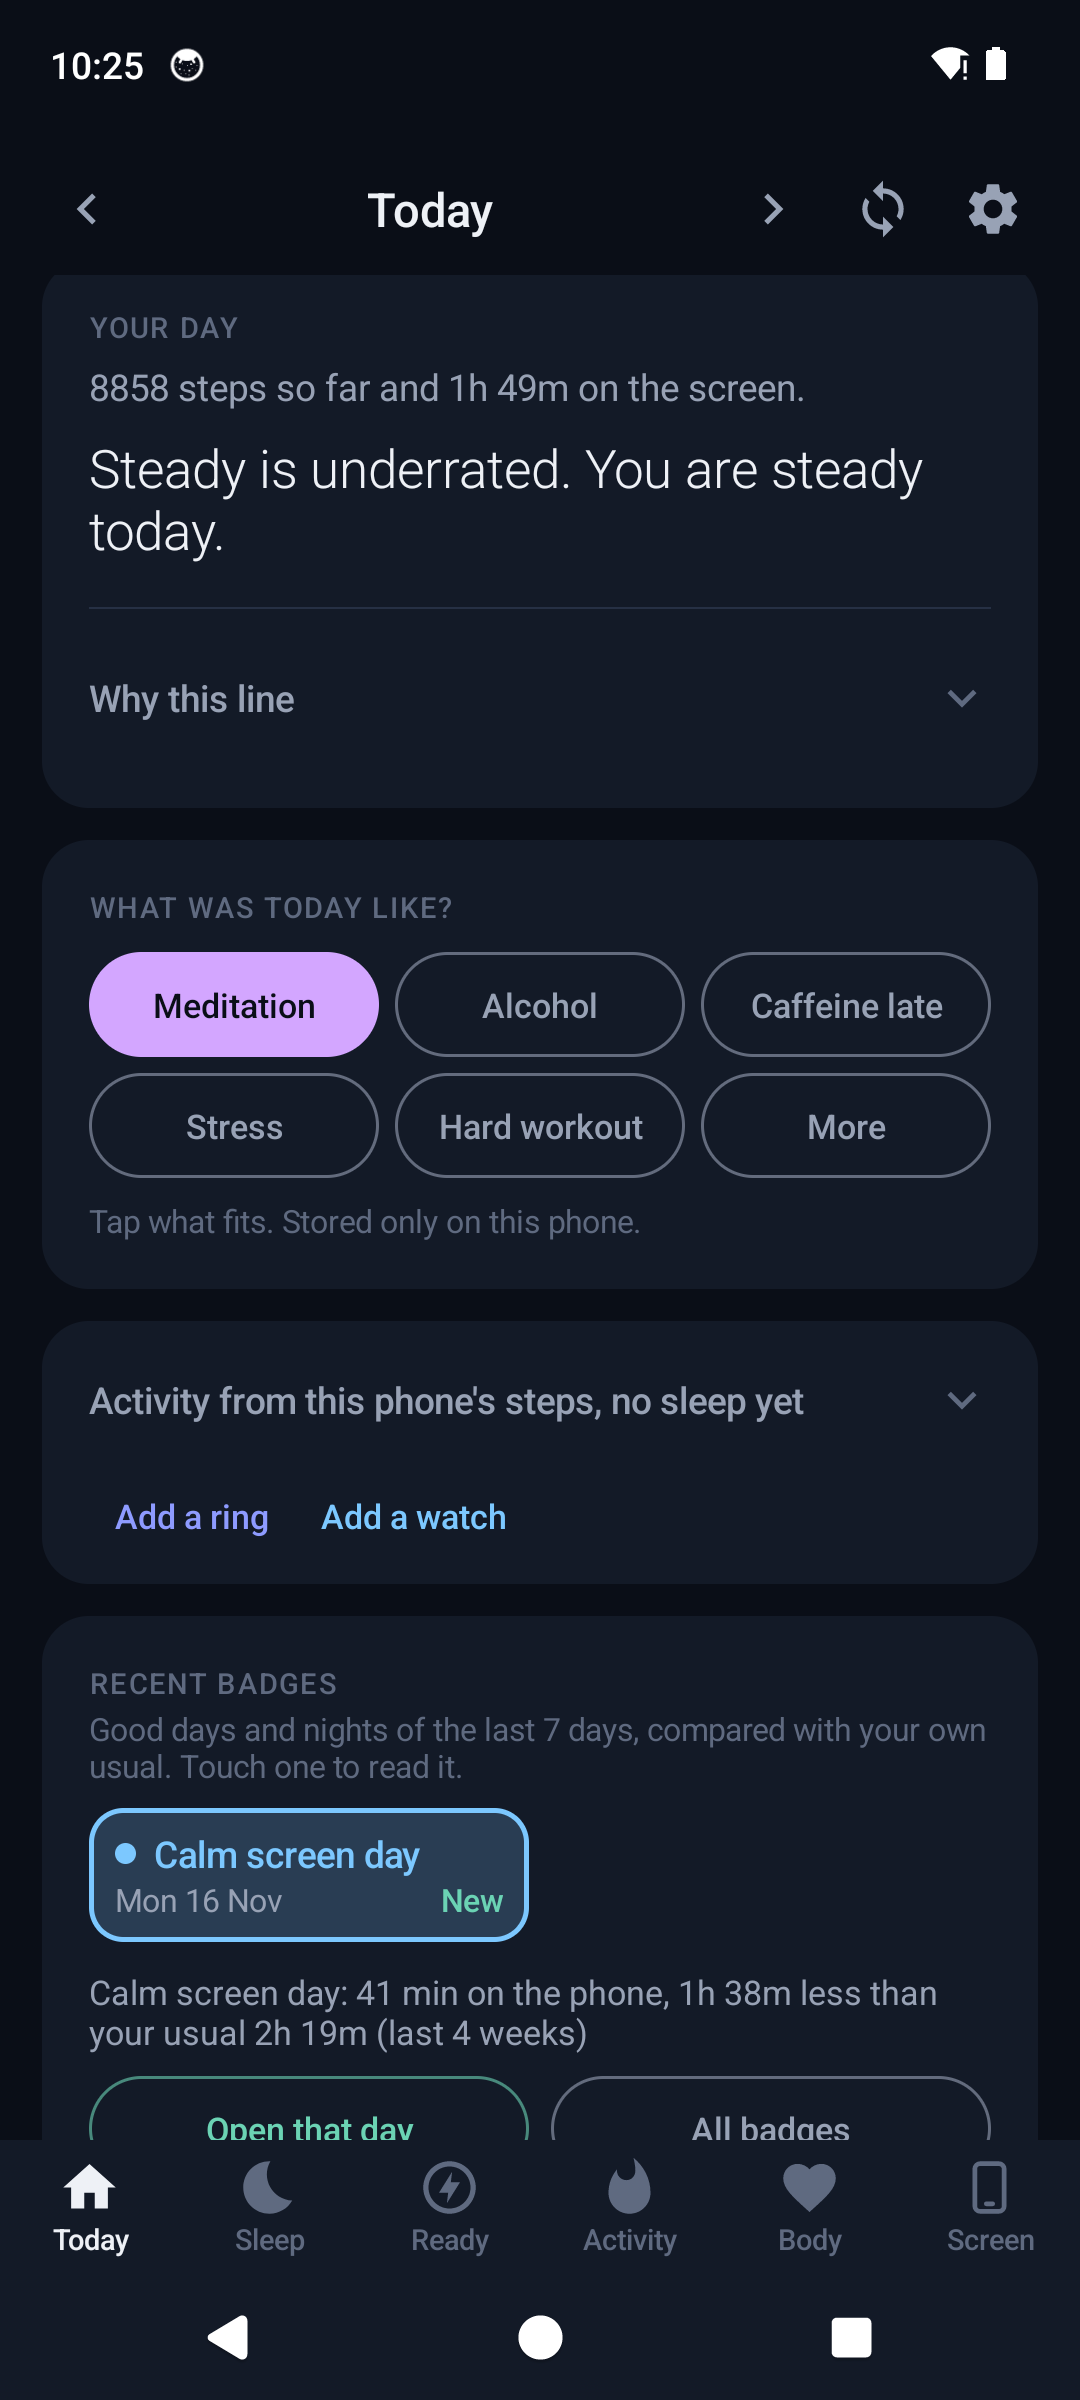 10:25
Today
YOUR DAY
8858 steps so far and 1h 49m on the screen.
Steady is underrated. You are steady
today.
Why this line
WHAT WAS TODAY LIKE?
Meditation
Alcohol
Caffeine late
Stress
Hard workout
More
Tap what fits. Stored only on this phone.
Activity from this phone's steps, no sleep yet
Add a ring
Add a watch
RECENT BADGES
Good days and nights of the last 7 days, compared with your own
usual. Touch one to read it.
Calm screen day
Mon 16 Nov
New
Calm screen day: 41 min on the phone, 1h 38m less than
your usual 2h 19m (last 4 weeks)
Open that day
All badges
Today
Sleep
Ready
Activity
Body
Screen